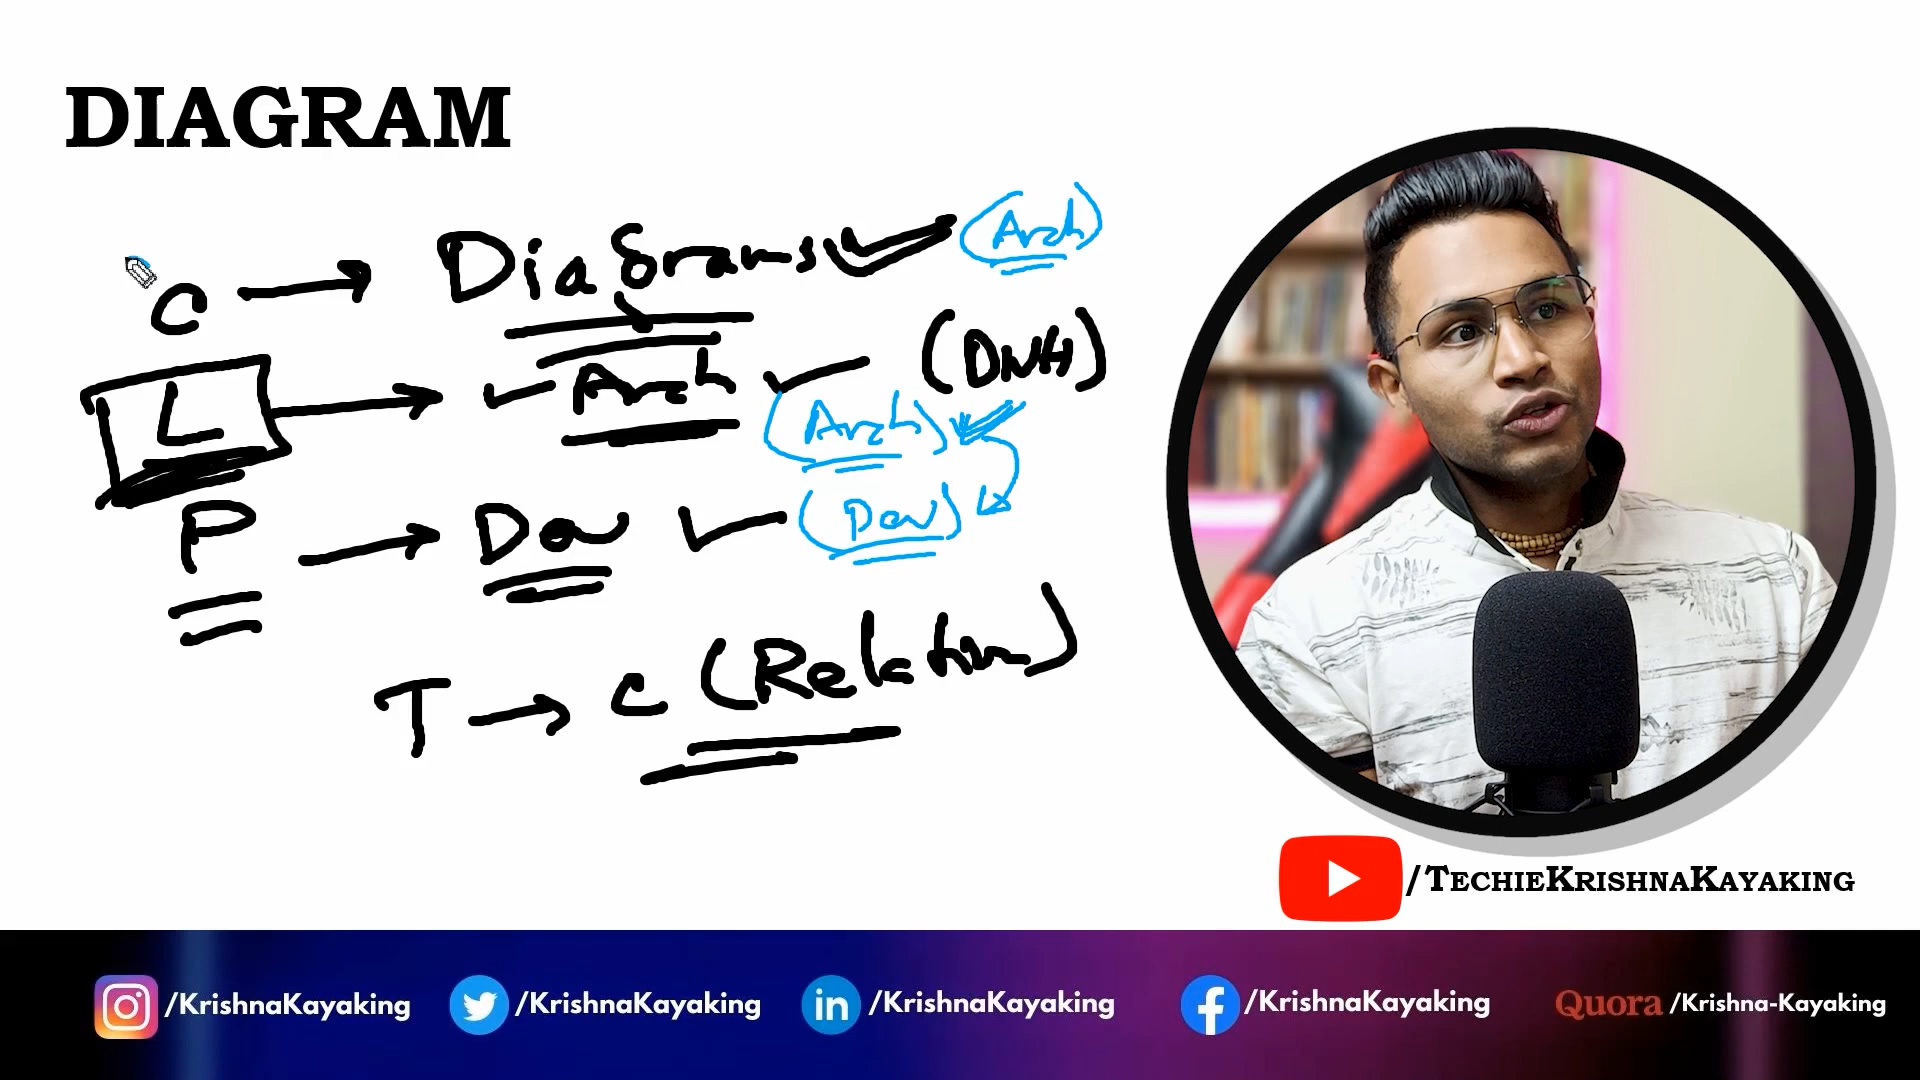 DIAGRAM
C → Diagrams (Arch)
L → Arch (DNH)
(Arch)
P → Dev (Dev)
T → C (Relation)
/TECHIEKRISHNAKAYAKING
/KrishnaKayaking /KrishnaKayaking /KrishnaKayaking /KrishnaKayaking Quora /Krishna-Kayaking